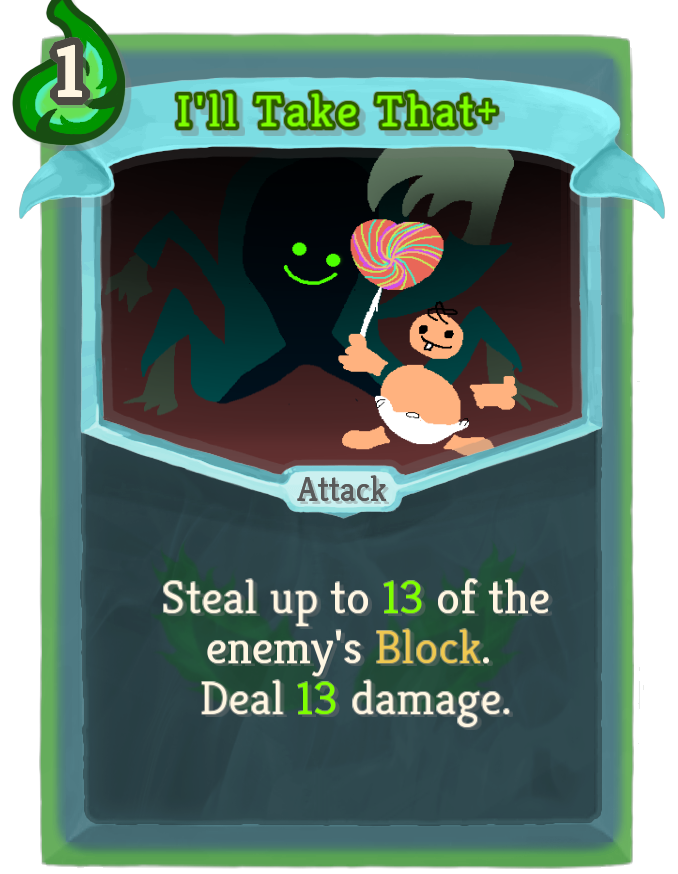 1
I'll Take That+
Attack
Steal up to 13 of the
enemy's Block.
Deal 13 damage.